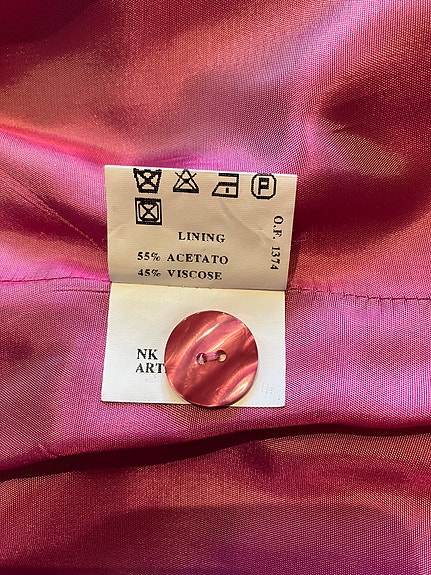 P
LINING
55% ACETATO
45% VISCOSE
O.F. 1374
NK
ART